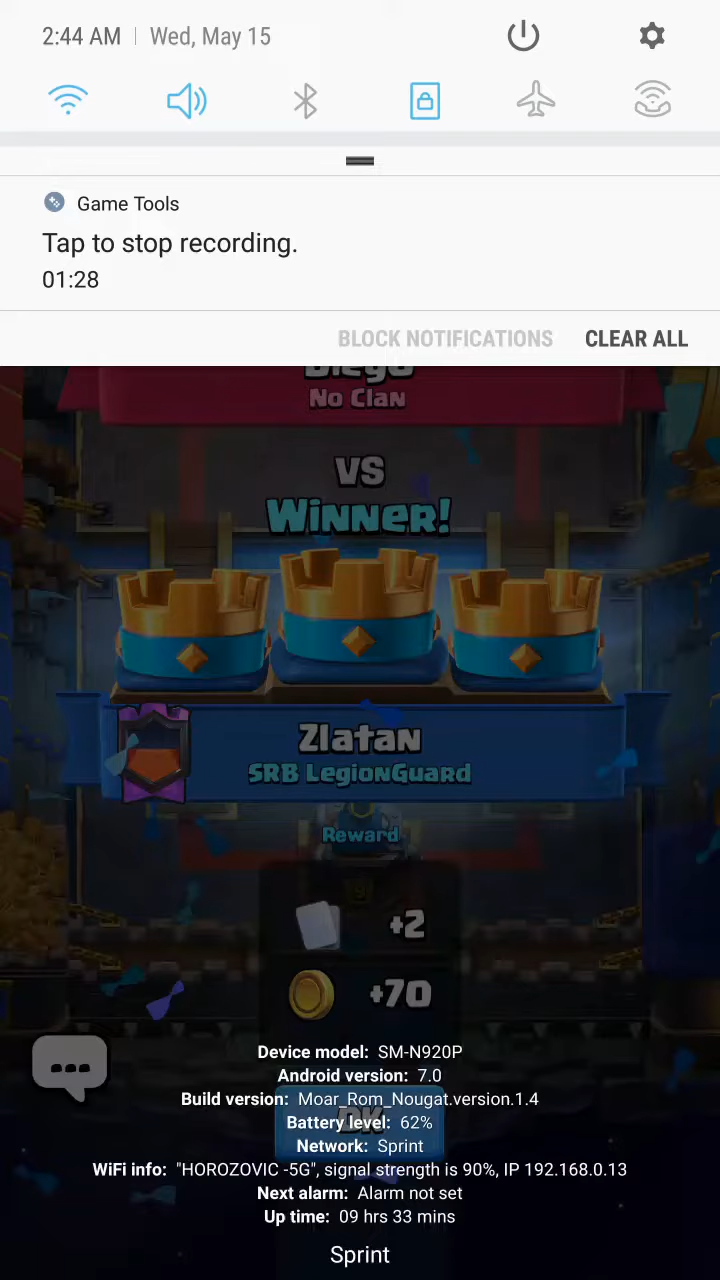 2:44 AM | Wed, May 15
Game Tools
Tap to stop recording.
01:28
BLOCK NOTIFICATIONS CLEAR ALL
Diego
No Clan
VS
Winner!
Zlatan
SRB LegionGuard
Reward
+2
+70
Device model: SM-N920P
Android version: 7.0
Build version: Moar_Rom_Nougat.version.1.4
OK
Battery level: 62%
Network: Sprint
WiFi info: "HOROZOVIC -5G", signal strength is 90%, IP 192.168.0.13
Next alarm: Alarm not set
Up time: 09 hrs 33 mins
Sprint